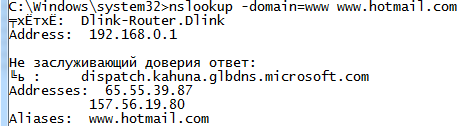 C:\Windows\system32>nslookup -domain=www www.hotmail.com
╤хЁтхЁ:  Dlink-Router.Dlink
Address:  192.168.0.1

Не заслуживающий доверия ответ:
╚ь :     dispatch.kahuna.glbdns.microsoft.com
Addresses:  65.55.39.87
          157.56.19.80
Aliases:  www.hotmail.com